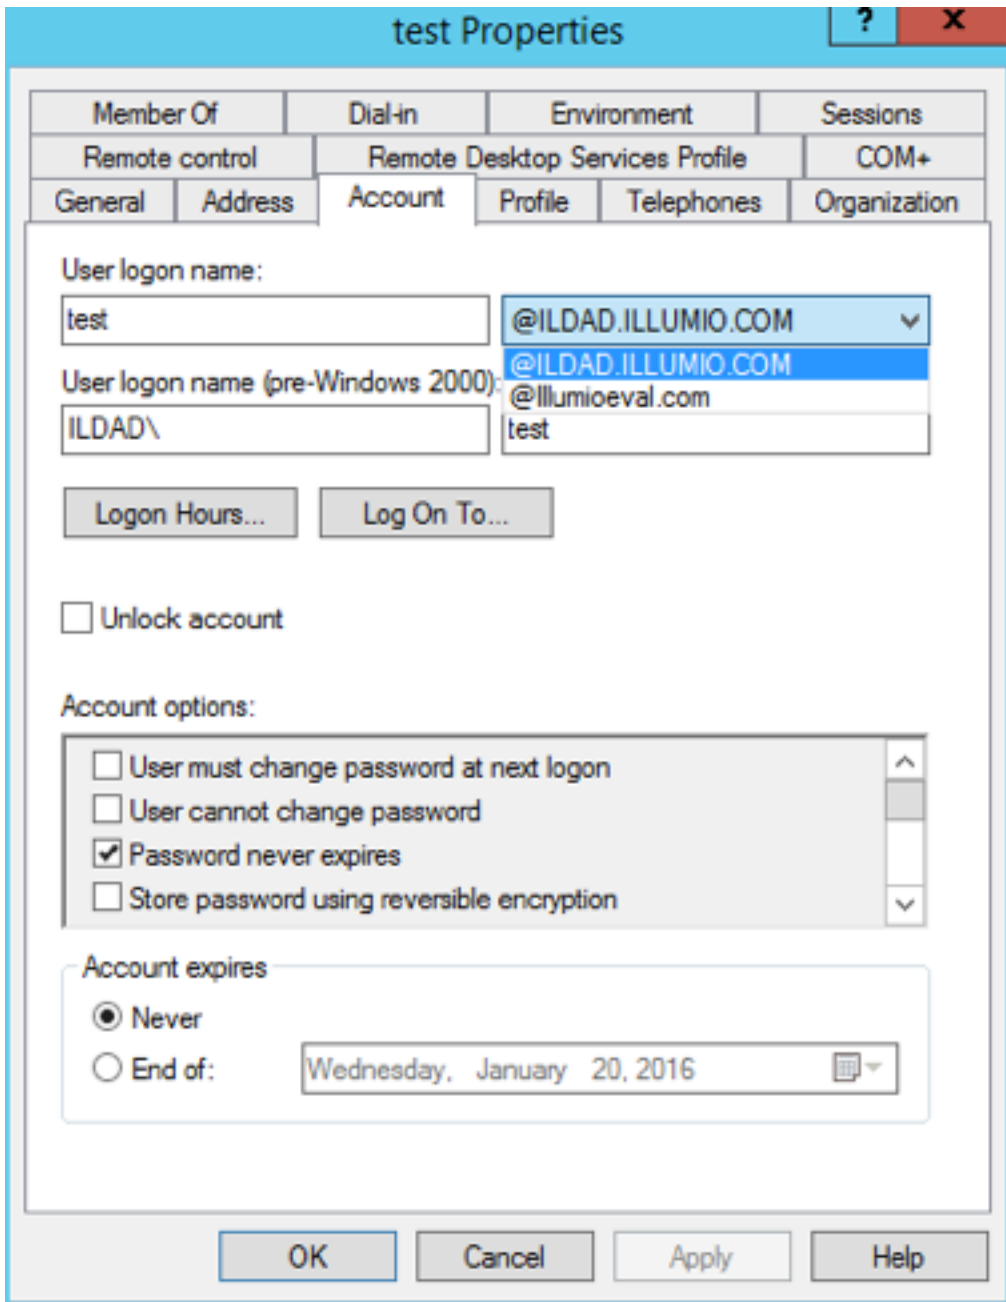 test Properties
?
x
Member Of
Dial-in
Environment
Sessions
Remote control
Remote Desktop Services Profile
COM+
General
Address
Account
Profile
Telephones
Organization
User logon name:
test
@ILDAD.ILLUMIO.COM
@ILDAD.ILLUMIO.COM
@Illumioeval.com
User logon name (pre-Windows 2000):
ILDAD\
test
Logon Hours...
Log On To...
Unlock account
Account options:
User must change password at next logon
User cannot change password
Password never expires
Store password using reversible encryption
Account expires
Never
End of:
Wednesday, January 20, 2016
OK
Cancel
Apply
Help